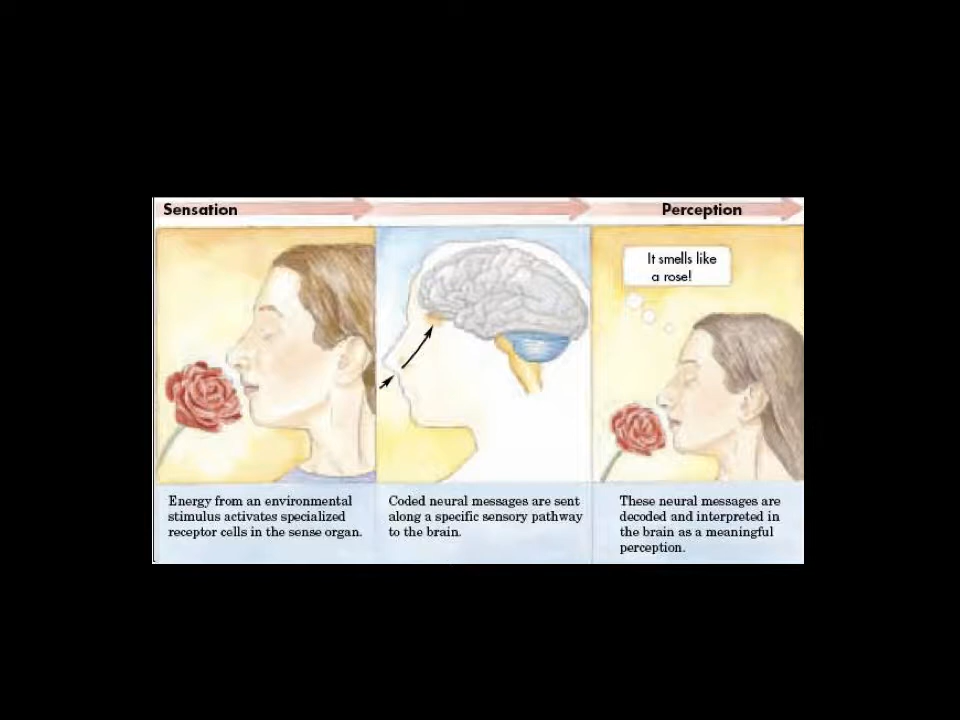 Sensation
Perception
It smells like
a rose!
Energy from an environmental
stimulus activates specialized
receptor cells in the sense organ.
Coded neural messages are sent
along a specific sensory pathway
to the brain.
These neural messages are
decoded and interpreted in
the brain as a meaningful
perception.